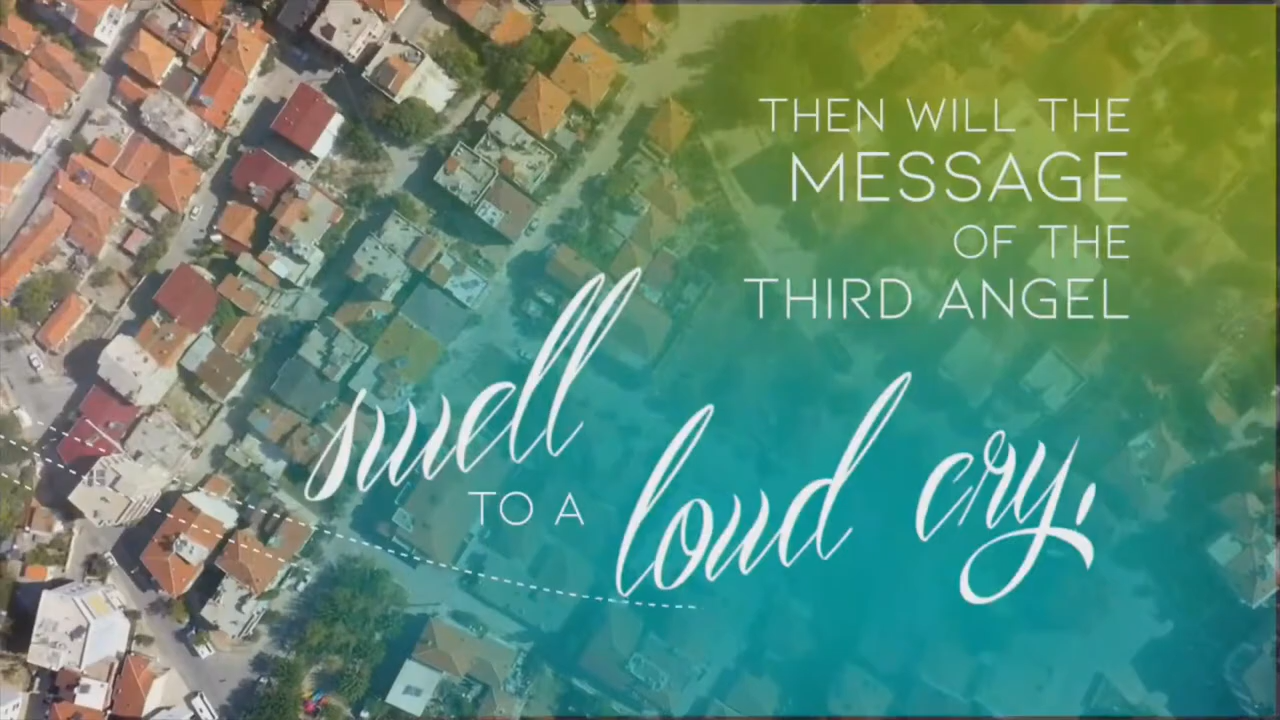 THEN WILL THE
MESSAGE
OF THE
THIRD ANGEL
swell
TO A
loud cry,